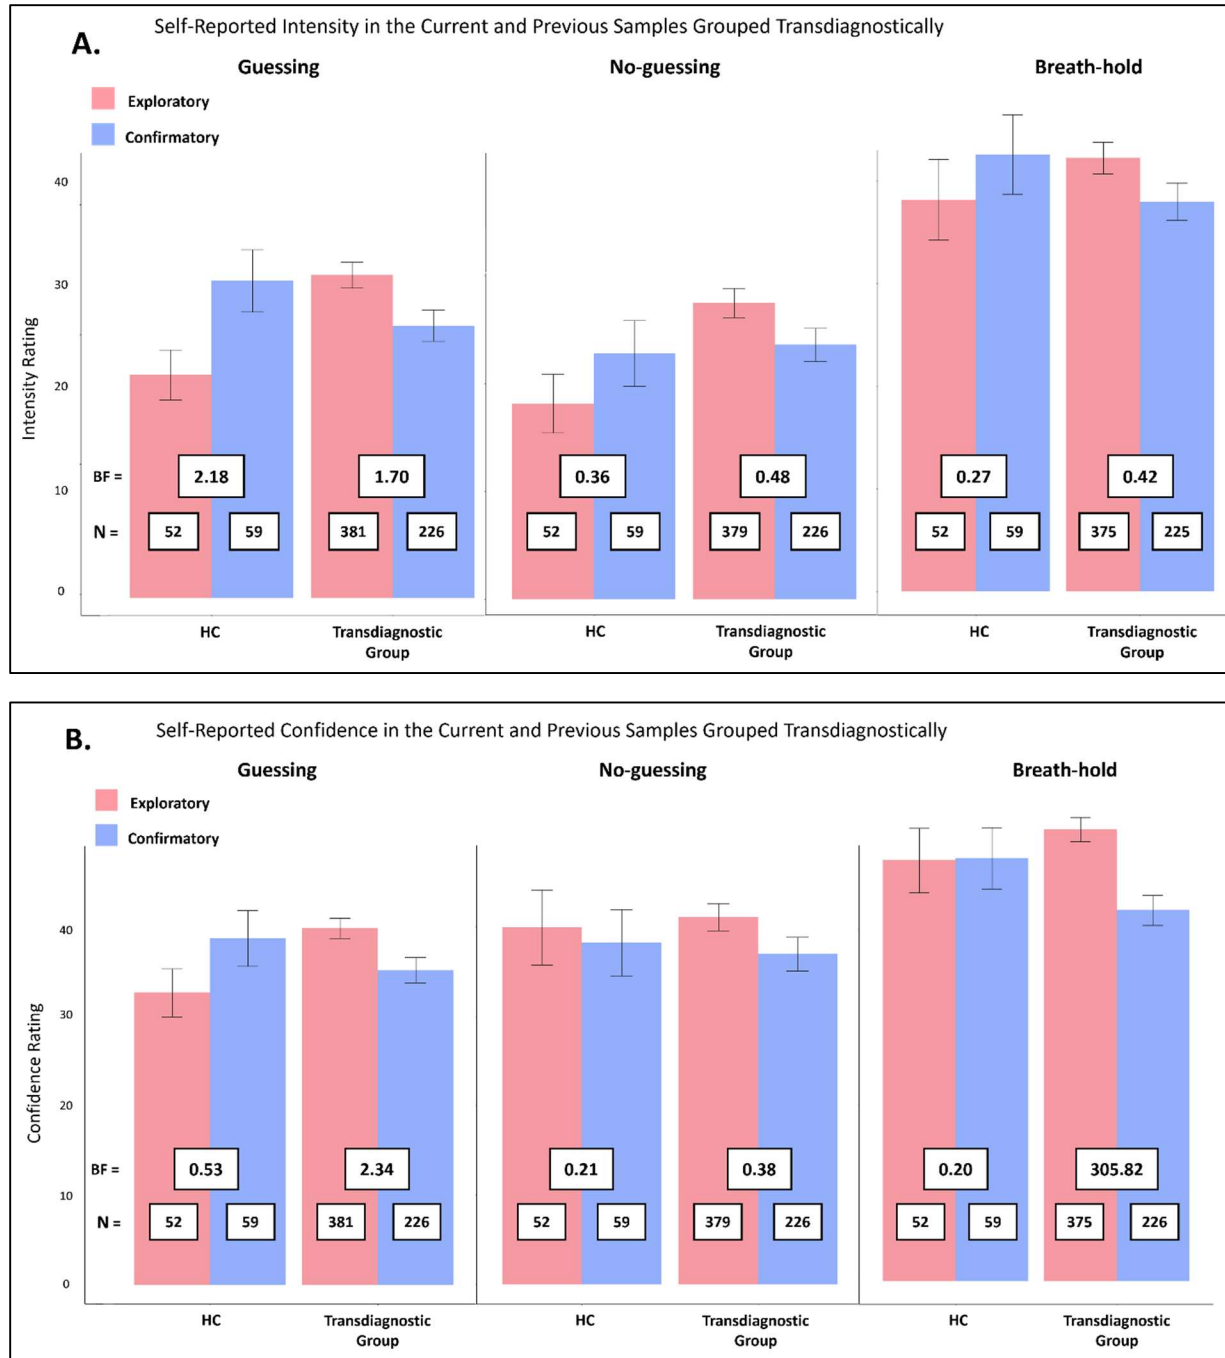 A.
Self-Reported Intensity in the Current and Previous Samples Grouped Transdiagnostically
Guessing
No-guessing
Breath-hold
Exploratory
Confirmatory
Intensity Rating
40
30
20
10
0
BF = 2.18 1.70 0.36 0.48 0.27 0.42
N = 52 59 381 226 52 59 379 226 52 59 375 225
HC Transdiagnostic Group HC Transdiagnostic Group HC Transdiagnostic Group
B.
Self-Reported Confidence in the Current and Previous Samples Grouped Transdiagnostically
Guessing
No-guessing
Breath-hold
Exploratory
Confirmatory
Confidence Rating
40
30
20
10
0
BF = 0.53 2.34 0.21 0.38 0.20 305.82
N = 52 59 381 226 52 59 379 226 52 59 375 226
HC Transdiagnostic Group HC Transdiagnostic Group HC Transdiagnostic Group